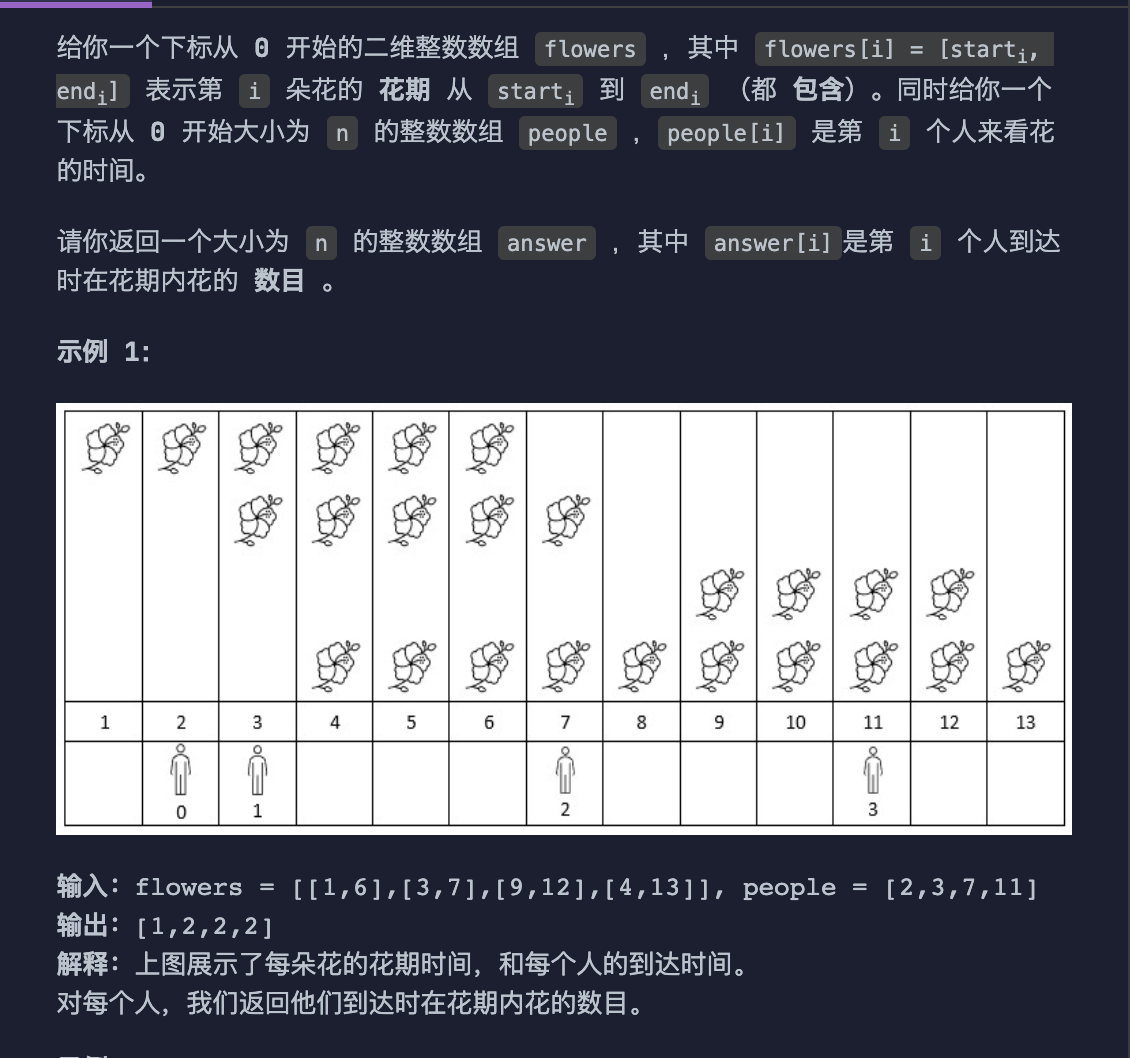 给你一个下标从 0 开始的二维整数数组 flowers ，其中 flowers[i] = [starti,
endi] 表示第 i 朵花的 花期 从 starti 到 endi （都 包含）。同时给你一个
下标从 0 开始大小为 n 的整数数组 people ，people[i] 是第 i 个人来看花
的时间。
请你返回一个大小为 n 的整数数组 answer ，其中 answer[i]是第 i 个人到达
时在花期内花的 数目 。
示例 1：
1 2 3 4 5 6 7 8 9 10 11 12 13
0 1 2 3
输入：flowers = [[1,6],[3,7],[9,12],[4,13]], people = [2,3,7,11]
输出：[1,2,2,2]
解释：上图展示了每朵花的花期时间，和每个人的到达时间。
对每个人，我们返回他们到达时在花期内花的数目。